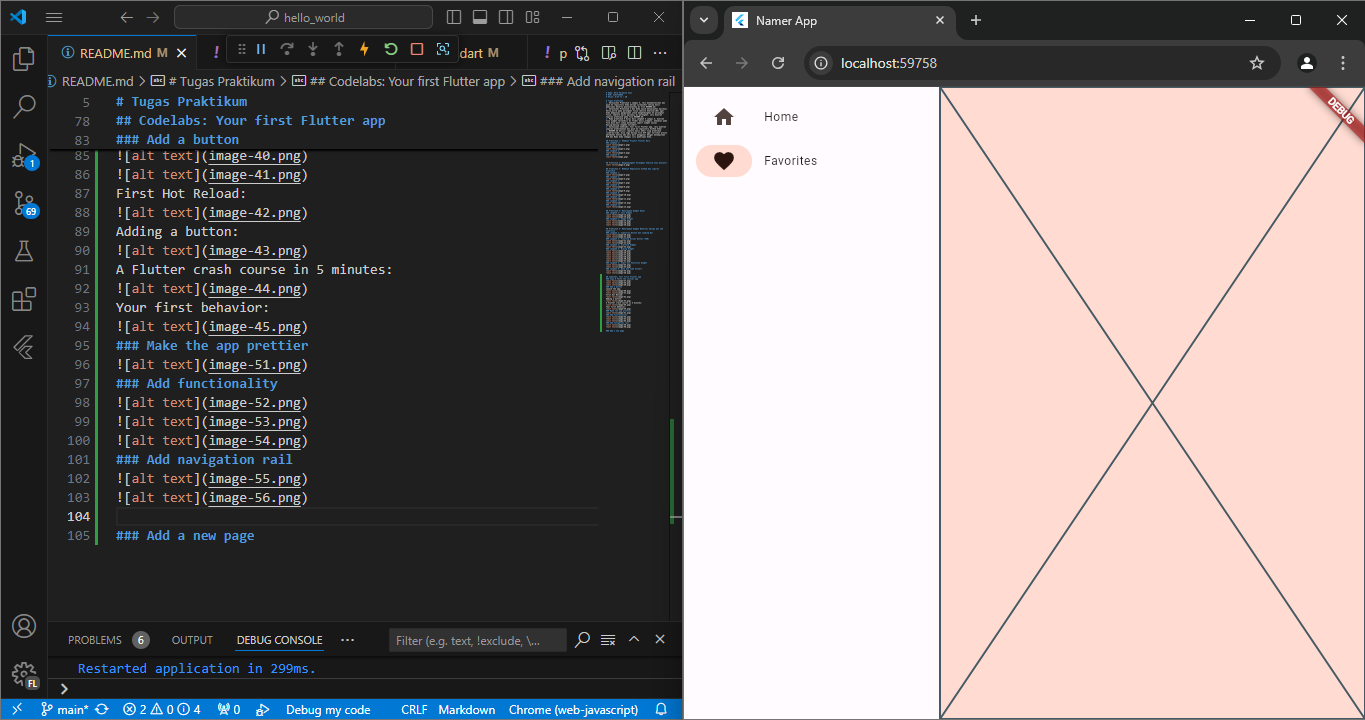 hello_world
README.md M
! 
dart M
! p
README.md > # Tugas Praktikum > ## Codelabs: Your first Flutter app > ### Add navigation rail
5 # Tugas Praktikum
78 ## Codelabs: Your first Flutter app
83 ### Add a button
85 ![alt text](image-40.png)
86 ![alt text](image-41.png)
87 First Hot Reload:
88 ![alt text](image-42.png)
89 Adding a button:
90 ![alt text](image-43.png)
91 A Flutter crash course in 5 minutes:
92 ![alt text](image-44.png)
93 Your first behavior:
94 ![alt text](image-45.png)
95 ### Make the app prettier
96 ![alt text](image-51.png)
97 ### Add functionality
98 ![alt text](image-52.png)
99 ![alt text](image-53.png)
100 ![alt text](image-54.png)
101 ### Add navigation rail
102 ![alt text](image-55.png)
103 ![alt text](image-56.png)
104
105 ### Add a new page
1
69
FL
PROBLEMS 6 OUTPUT DEBUG CONSOLE ··· Filter (e.g. text, !exclude, \...
Restarted application in 299ms.
main* 2 0 4 0 Debug my code CRLF Markdown Chrome (web-javascript)
Namer App
localhost:59758
Home
Favorites
DEBUG